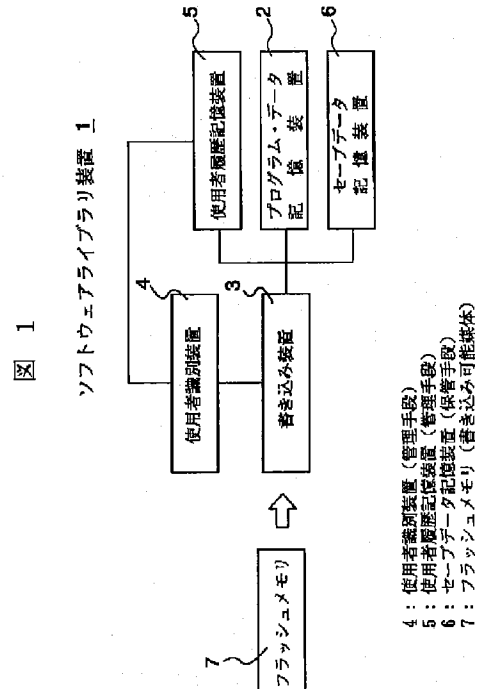 図 1
ソフトウェアライブラリ装置 1
4
使用者識別装置
5
使用者履歴記憶装置
3
書き込み装置
2
プログラム・データ
記憶装置
6
セーブデータ
記憶装置
7
フラッシュメモリ
4 : 使用者識別装置 (管理手段)
5 : 使用者履歴記憶装置 (管理手段)
6 : セーブデータ記憶装置 (保管手段)
7 : フラッシュメモリ (書き込み可能媒体)